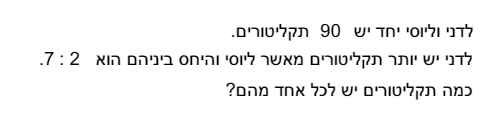 לדני וליוסי יחד יש 90 תקליטורים.
לדני יש יותר תקליטורים מאשר ליוסי והיחס ביניהם הוא 2 : 7.
כמה תקליטורים יש לכל אחד מהם?